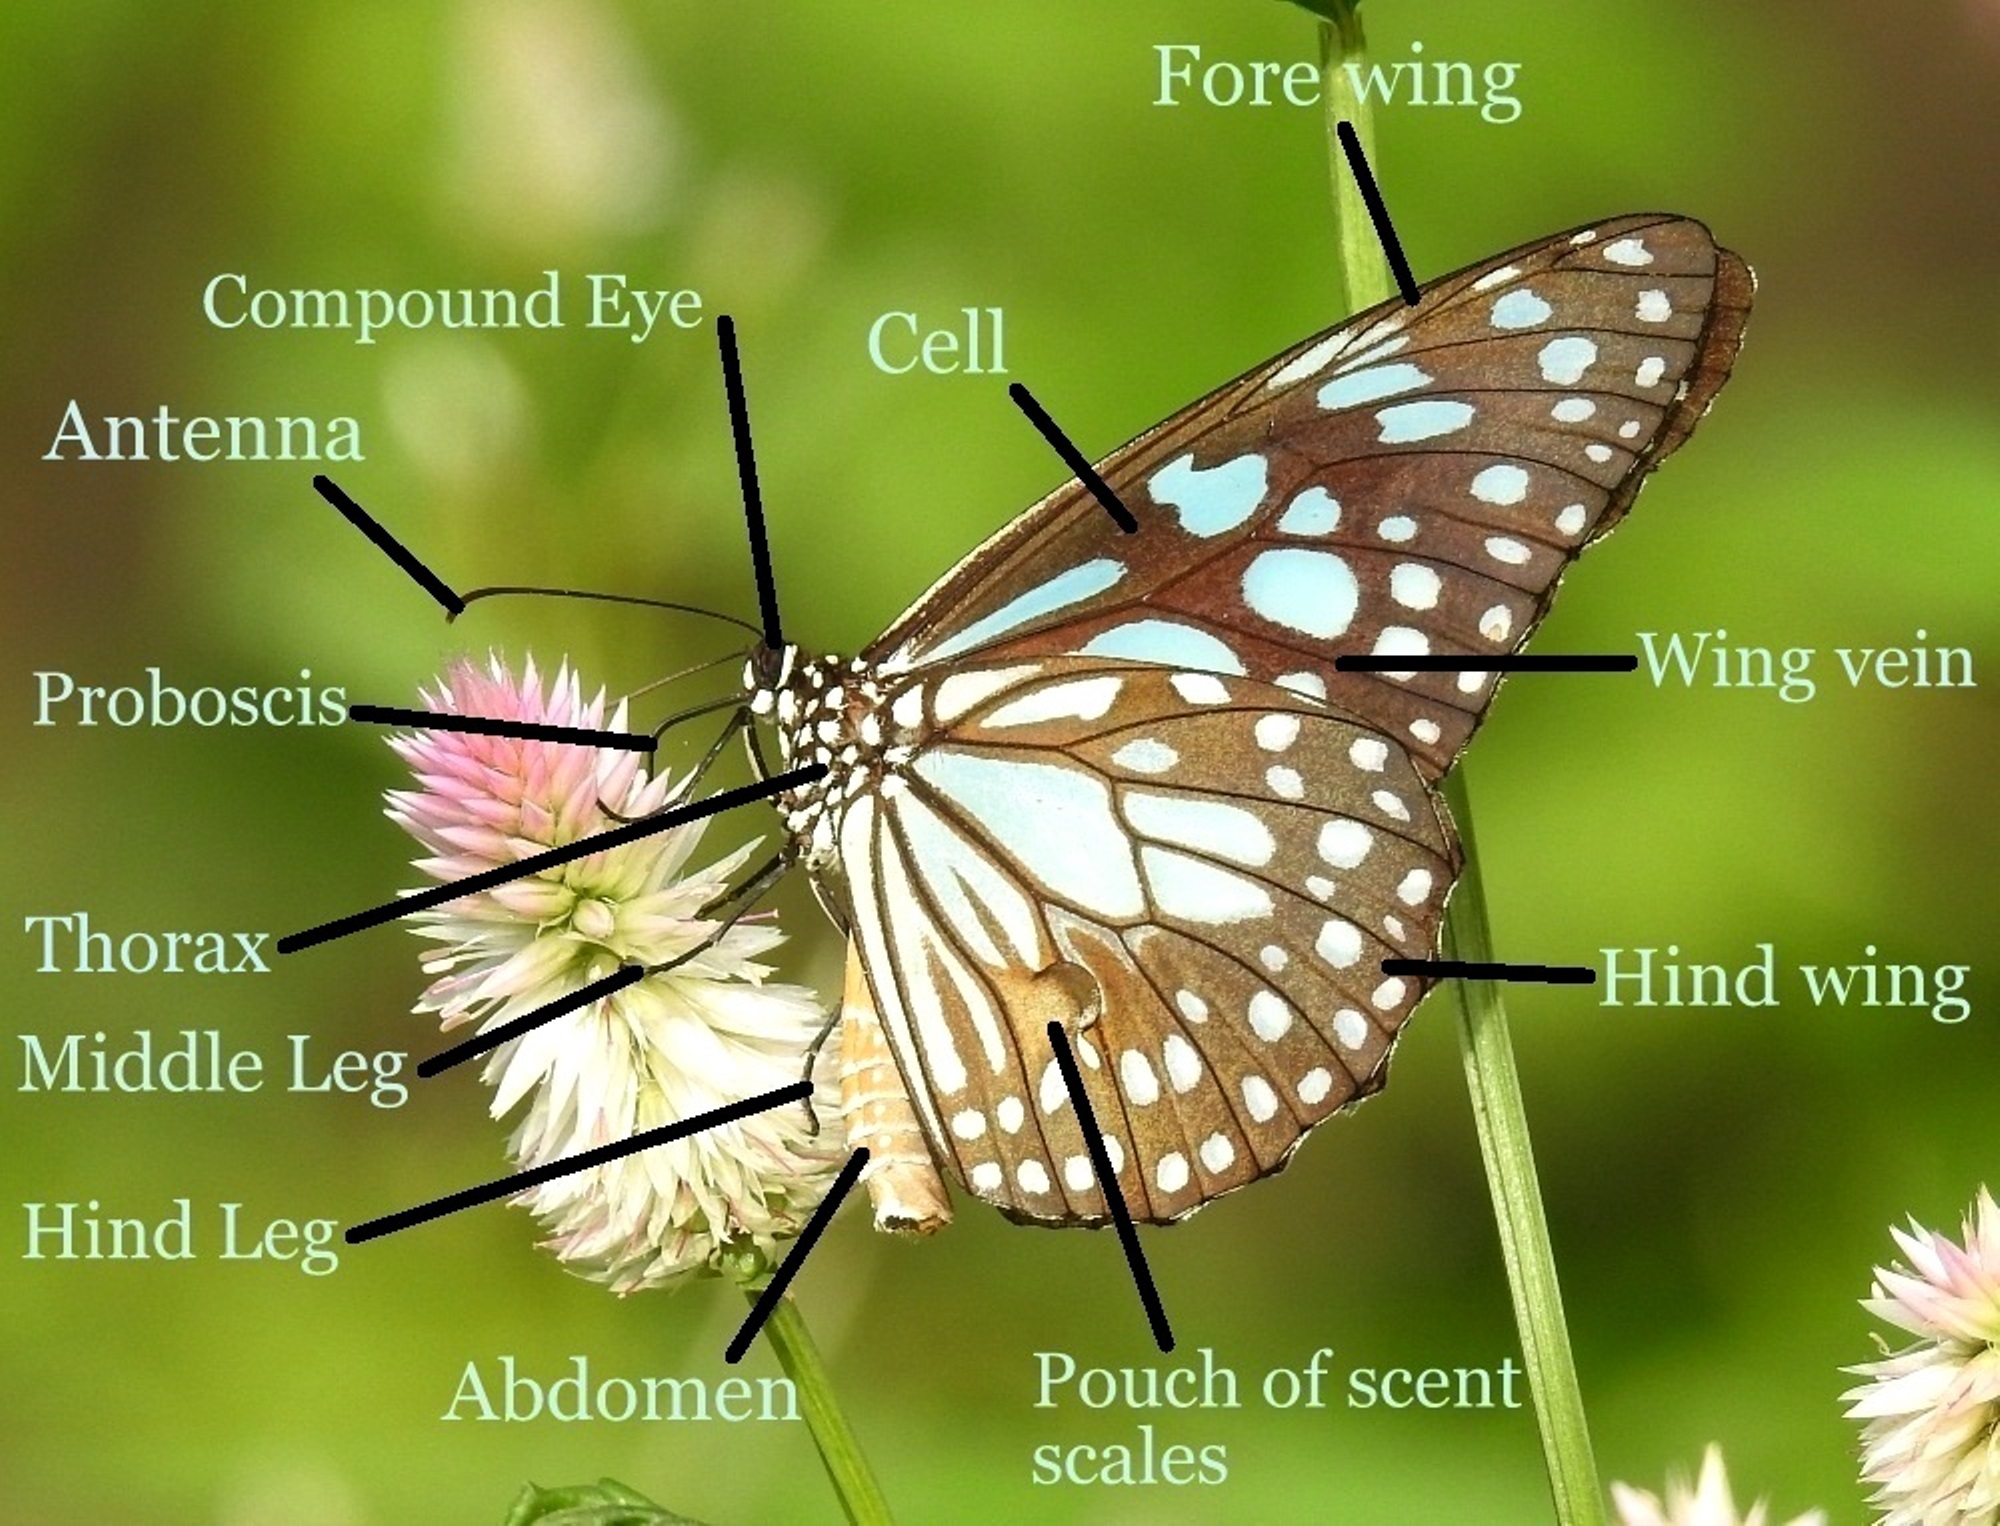 Fore wing
Compound Eye
Cell
Antenna
Wing vein
Proboscis
Thorax
Hind wing
Middle Leg
Hind Leg
Abdomen
Pouch of scent
scales